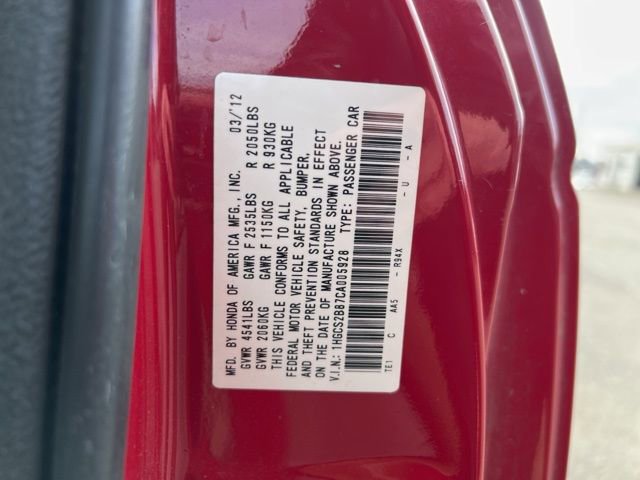 MFD. BY HONDA OF AMERICA MFG., INC. 03/12
GVWR 4541LBS GAWR F 2535LBS R 2050LBS
GVWR 2060KG GAWR F 1150KG R 930KG
THIS VEHICLE CONFORMS TO ALL APPLICABLE
FEDERAL MOTOR VEHICLE SAFETY, BUMPER,
AND THEFT PREVENTION STANDARDS IN EFFECT
ON THE DATE OF MANUFACTURE SHOWN ABOVE.
V.I.N.: 1HGCS2B87CA005928 TYPE: PASSENGER CAR
TE1 C AA5 - R94X - U - A